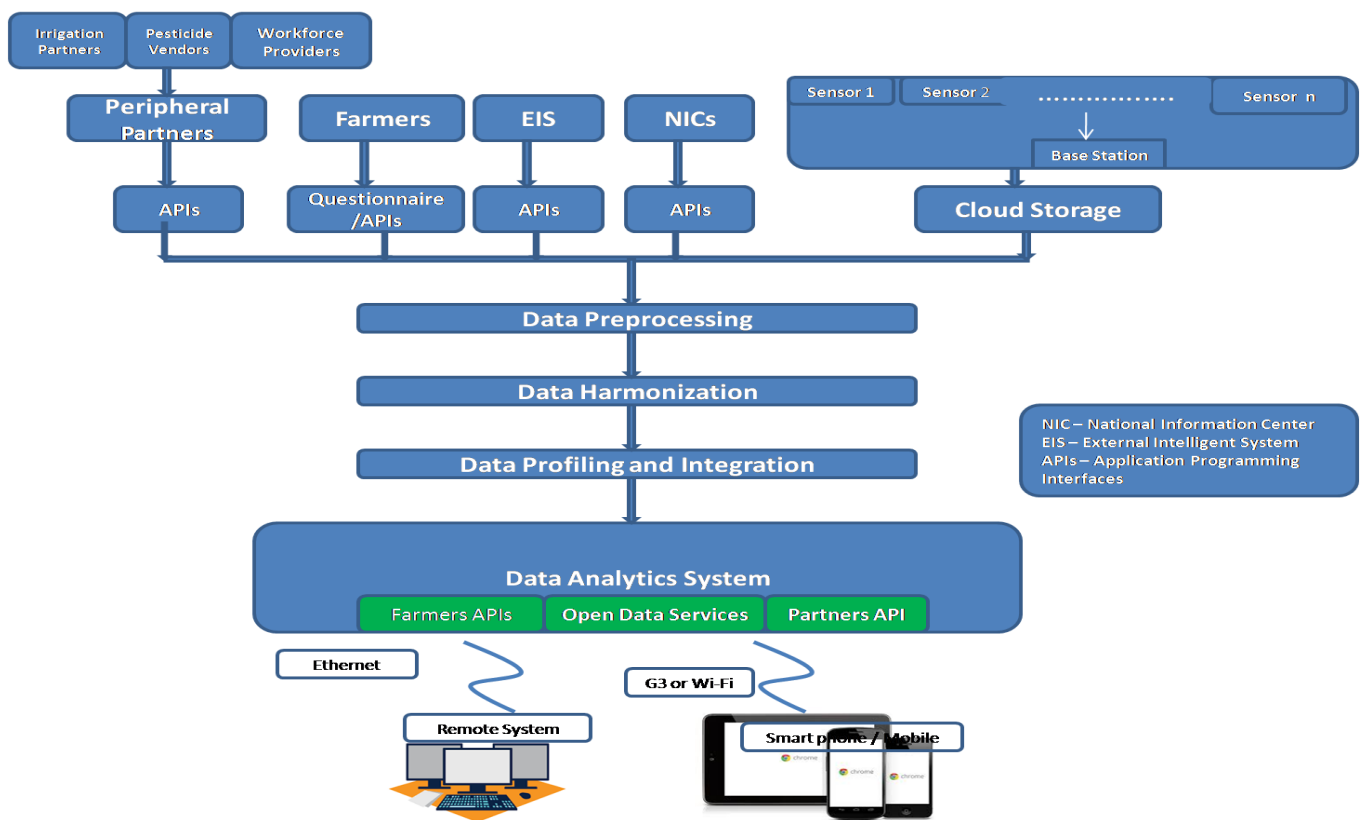 Irrigation
Partners
Pesticide
Vendors
Workforce
Providers
Peripheral
Partners
Farmers
EIS
NICs
Sensor 1
Sensor 2
.................
Sensor n
Base Station
APIs
Questionnaire
/APIs
APIs
APIs
Cloud Storage
Data Preprocessing
Data Harmonization
Data Profiling and Integration
NIC – National Information Center
EIS – External Intelligent System
APIs – Application Programming
Interfaces
Data Analytics System
Farmers APIs
Open Data Services
Partners API
Ethernet
G3 or Wi-Fi
Remote System
Smart phone / Mobile
chrome
chrome
chrome